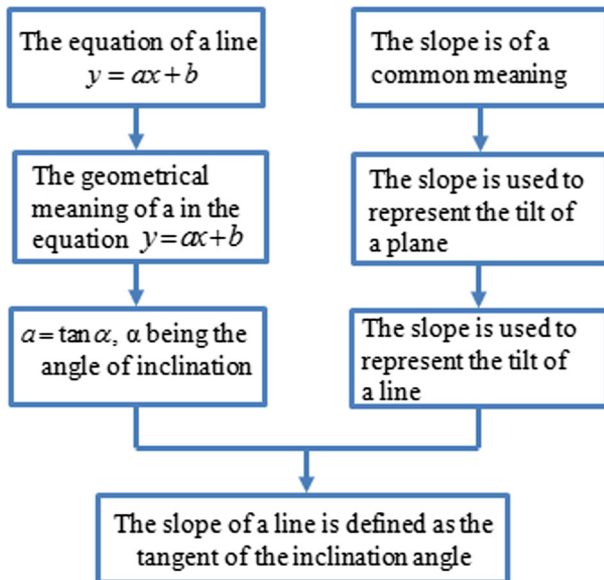 The equation of a line
y = ax + b
The geometrical
meaning of a in the
equation y = ax + b
a = tan α, α being the
angle of inclination
The slope is of a
common meaning
The slope is used to
represent the tilt of
a plane
The slope is used to
represent the tilt of
a line
The slope of a line is defined as the
tangent of the inclination angle